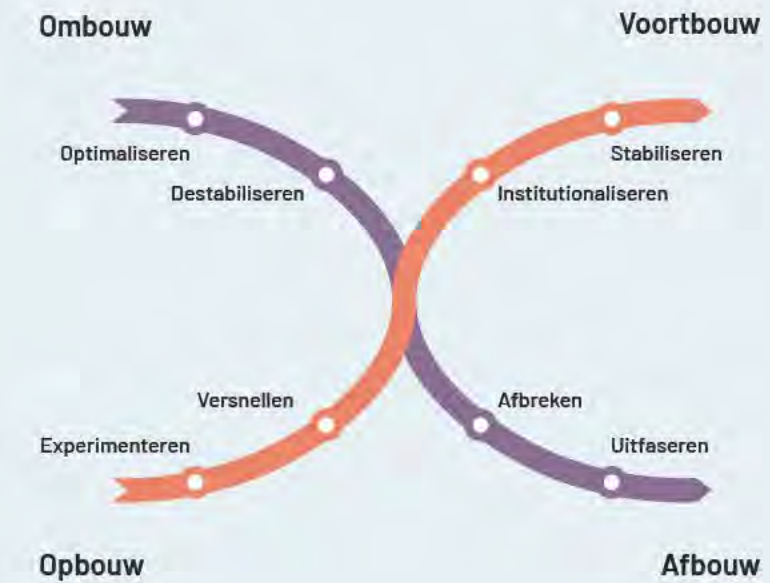 Ombouw
Voortbouw
Optimaliseren
Stabiliseren
Destabiliseren
Institutionaliseren
Versnellen
Afbreken
Experimenteren
Uitfaseren
Opbouw
Afbouw